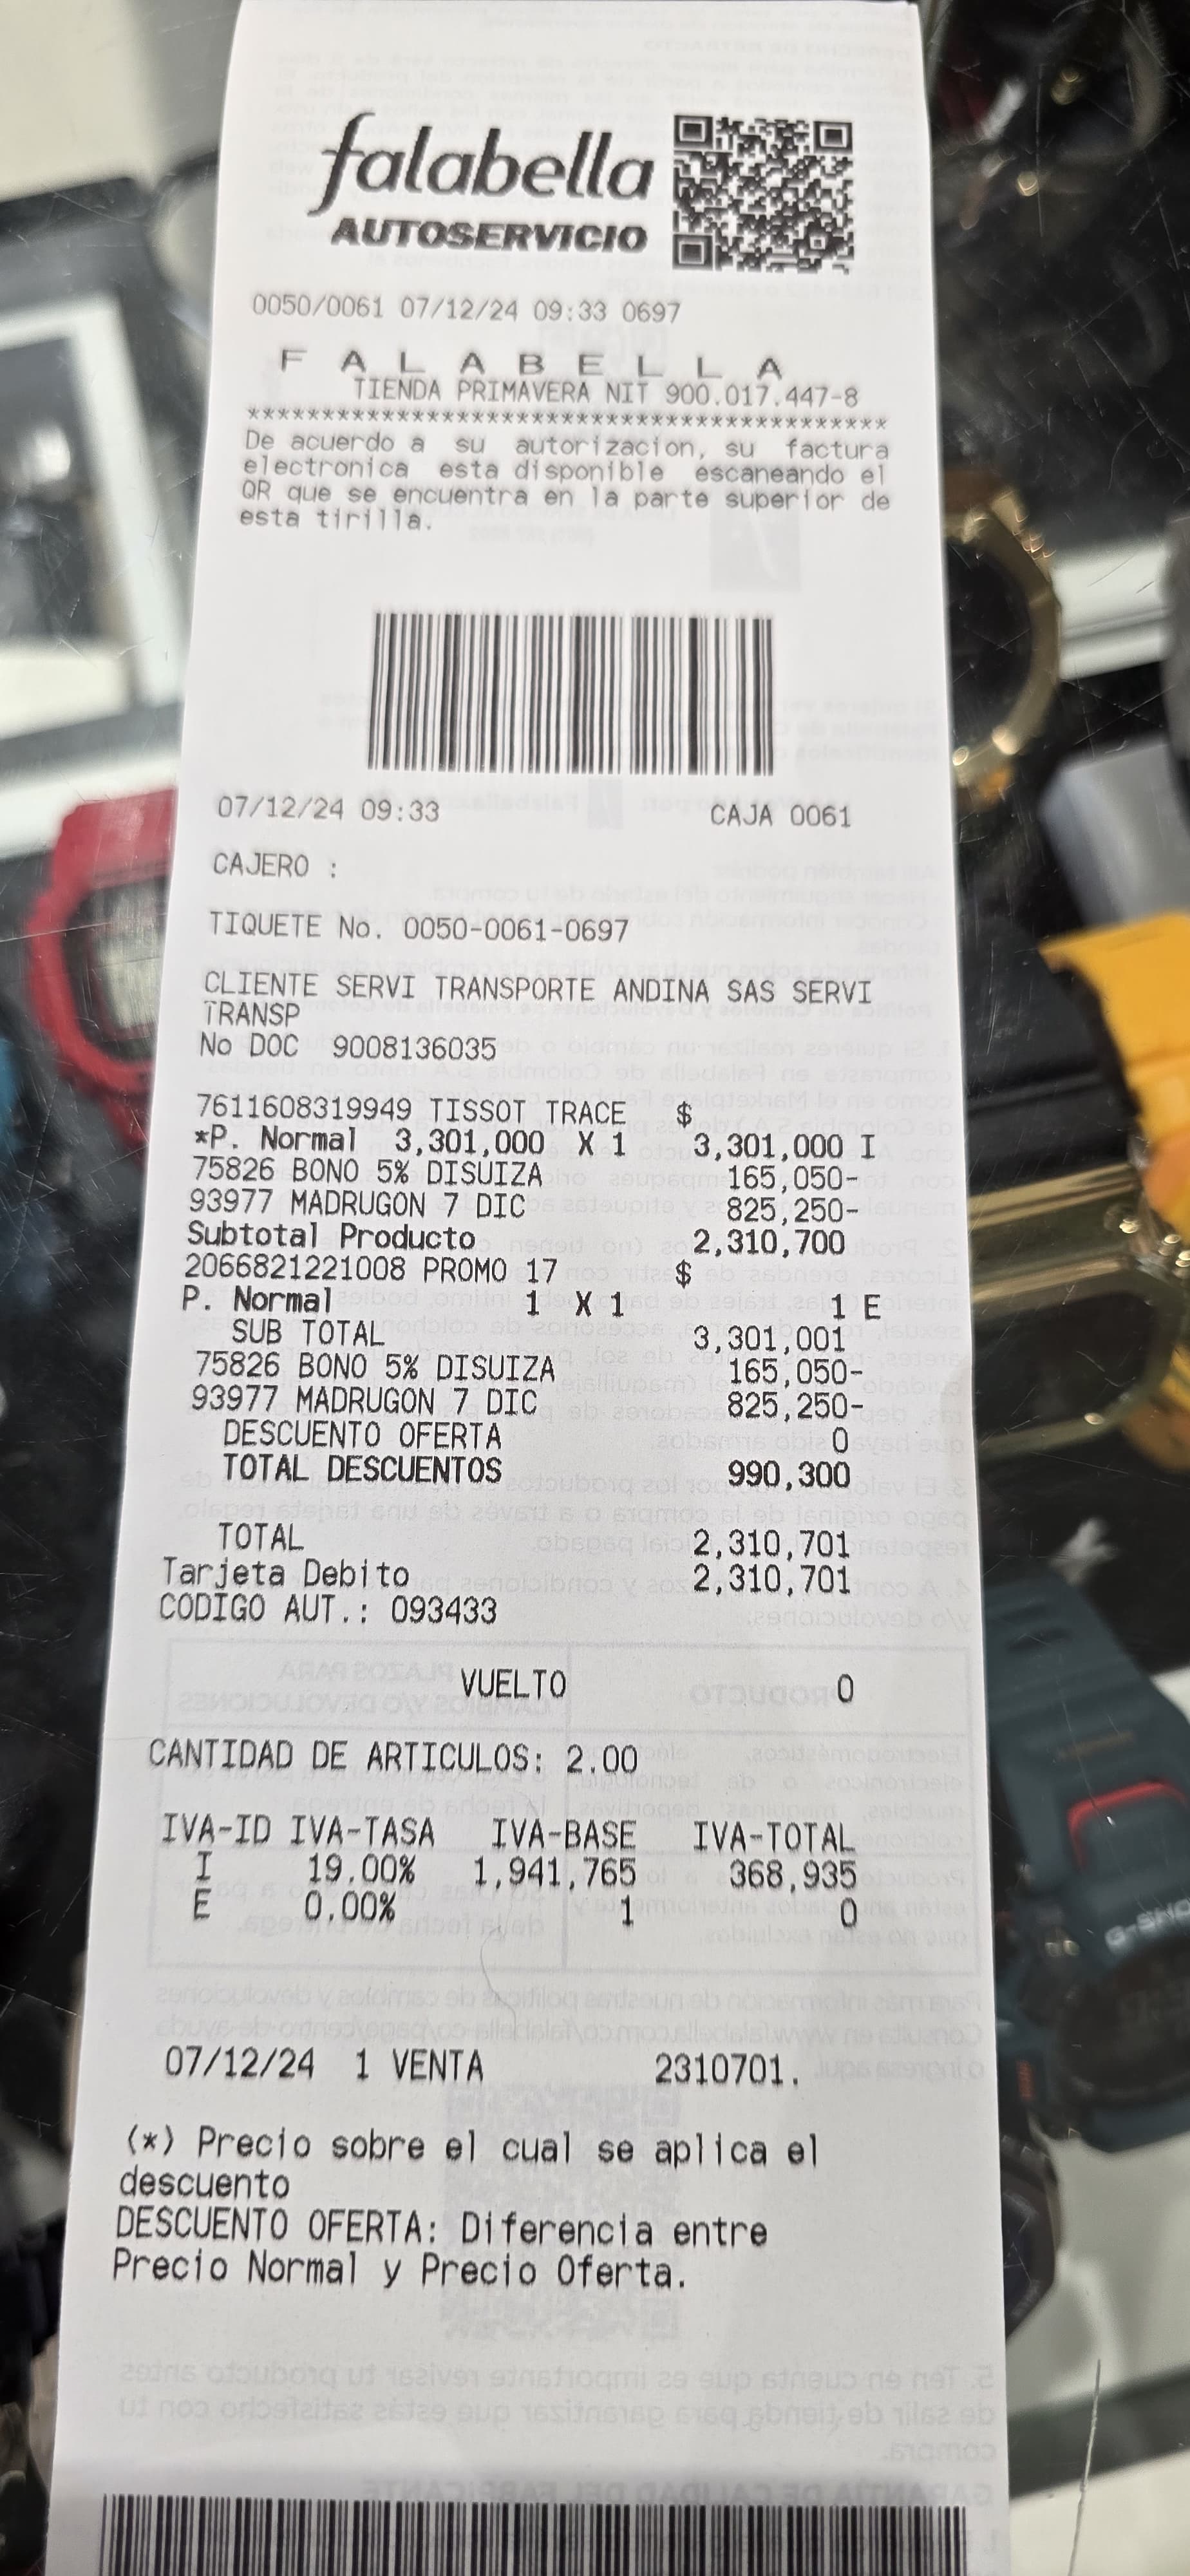 falabella
AUTOSERVICIO
0050/0061 07/12/24 09:33 0697
F A L A B E L L A
TIENDA PRIMAVERA NIT 900.017.447-8
*******************************************
De acuerdo a su autorizacion, su factura
electronica esta disponible escaneando el
QR que se encuentra en la parte superior de
esta tirilla.
07/12/24 09:33 CAJA 0061
CAJERO :
TIQUETE No. 0050-0061-0697
CLIENTE SERVI TRANSPORTE ANDINA SAS SERVI
TRANSP
No DOC 9008136035
7611608319949 TISSOT TRACE $
*P. Normal 3,301,000 X 1 3,301,000 I
75826 BONO 5% DISUIZA 165,050-
93977 MADRUGON 7 DIC 825,250-
Subtotal Producto 2,310,700
2066821221008 PROMO 17 $
P. Normal 1 X 1 1 E
SUB TOTAL 3,301,001
75826 BONO 5% DISUIZA 165,050-
93977 MADRUGON 7 DIC 825,250-
DESCUENTO OFERTA 0
TOTAL DESCUENTOS 990,300
TOTAL 2,310,701
Tarjeta Debito 2,310,701
CODIGO AUT.: 093433
VUELTO 0
CANTIDAD DE ARTICULOS: 2.00
IVA-ID IVA-TASA IVA-BASE IVA-TOTAL
I 19.00% 1,941,765 368,935
E 0.00% 1 0
07/12/24 1 VENTA 2310701.
(*) Precio sobre el cual se aplica el
descuento
DESCUENTO OFERTA: Diferencia entre
Precio Normal y Precio Oferta.